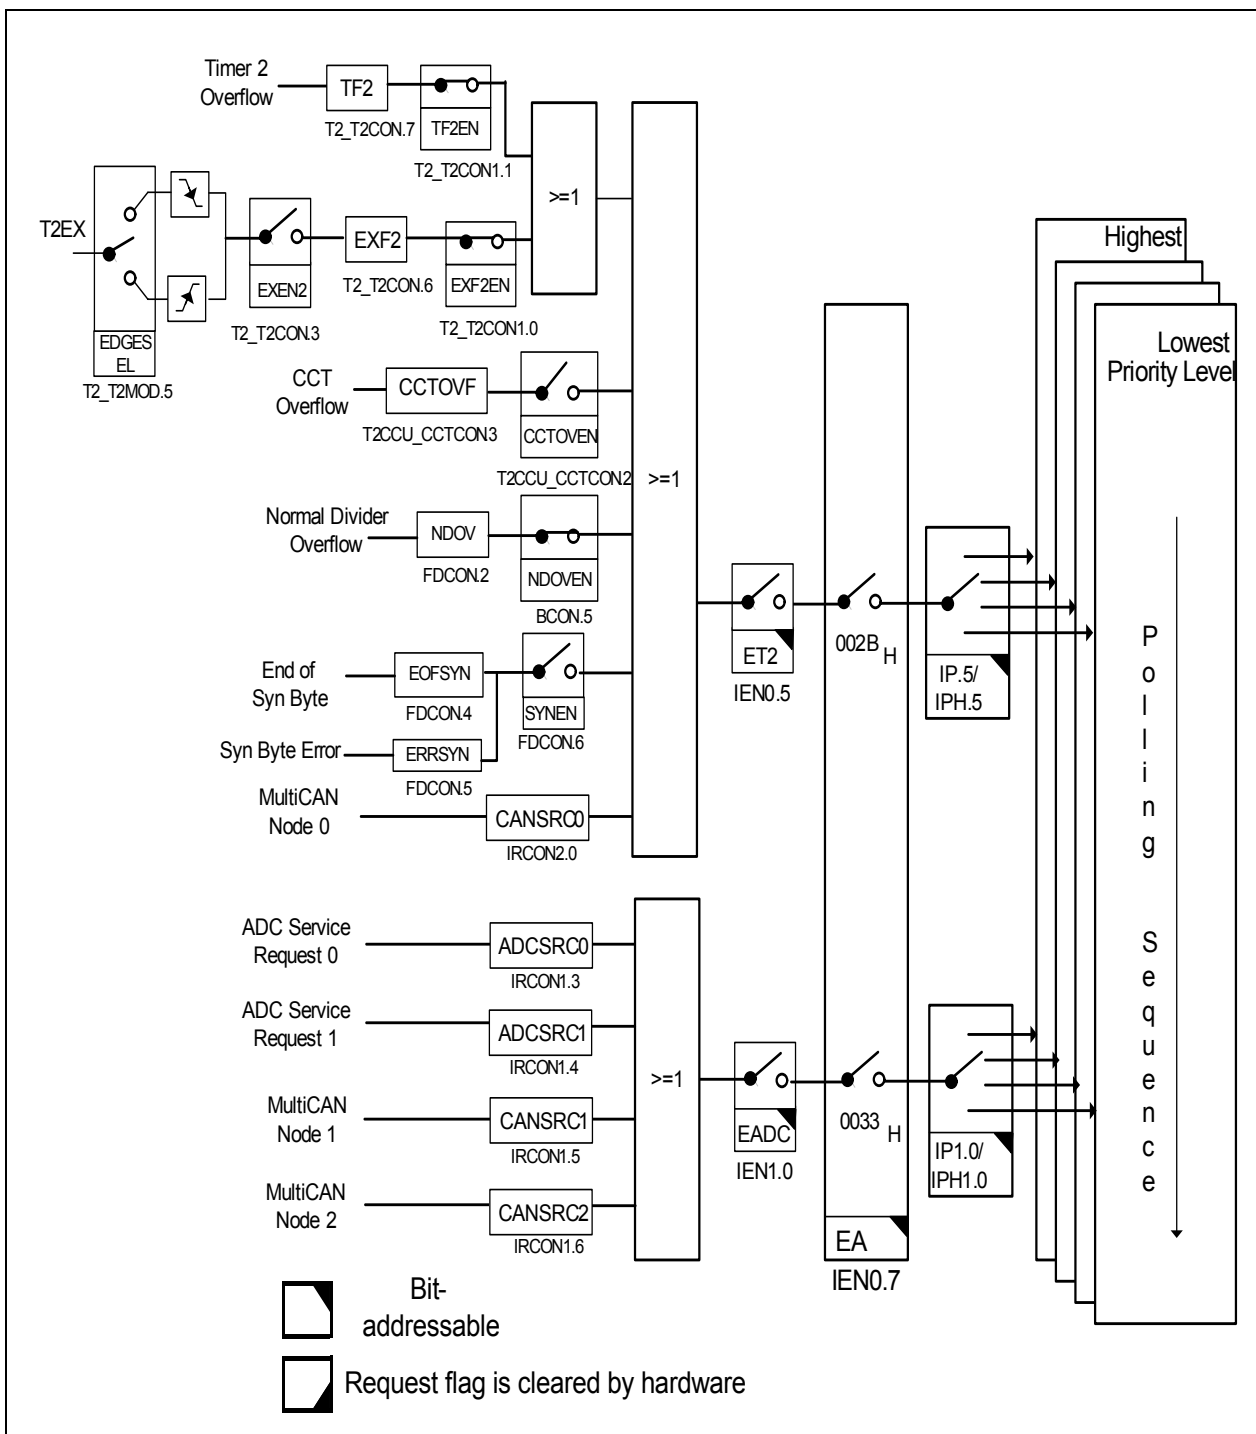 Timer 2
Overflow
TF2
T2_T2CON.7
TF2EN
T2_T2CON1.1
>=1
T2EX
EDGES
EL
T2_T2MOD.5
EXEN2
T2_T2CON.3
EXF2
T2_T2CON.6
EXF2EN
T2_T2CON1.0
CCT
Overflow
CCTOVF
T2CCU_CCTCON.3
CCTOVEN
T2CCU_CCTCON.2
>=1
Normal Divider
Overflow
NDOV
FDCON.2
NDOVEN
BCON.5
End of
Syn Byte
EOFSYN
FDCON.4
SYNEN
FDCON.6
Syn Byte Error
ERRSYN
FDCON.5
MultiCAN
Node 0
CANSRC0
IRCON2.0
ET2
IEN0.5
002B H
IP.5/
IPH.5
Highest
Lowest
Priority Level
Polling Sequence
ADC Service
Request 0
ADCSRC0
IRCON1.3
ADC Service
Request 1
ADCSRC1
IRCON1.4
MultiCAN
Node 1
CANSRC1
IRCON1.5
MultiCAN
Node 2
CANSRC2
IRCON1.6
>=1
EADC
IEN1.0
0033 H
IP1.0/
IPH1.0
EA
IEN0.7
Bit-
addressable
Request flag is cleared by hardware